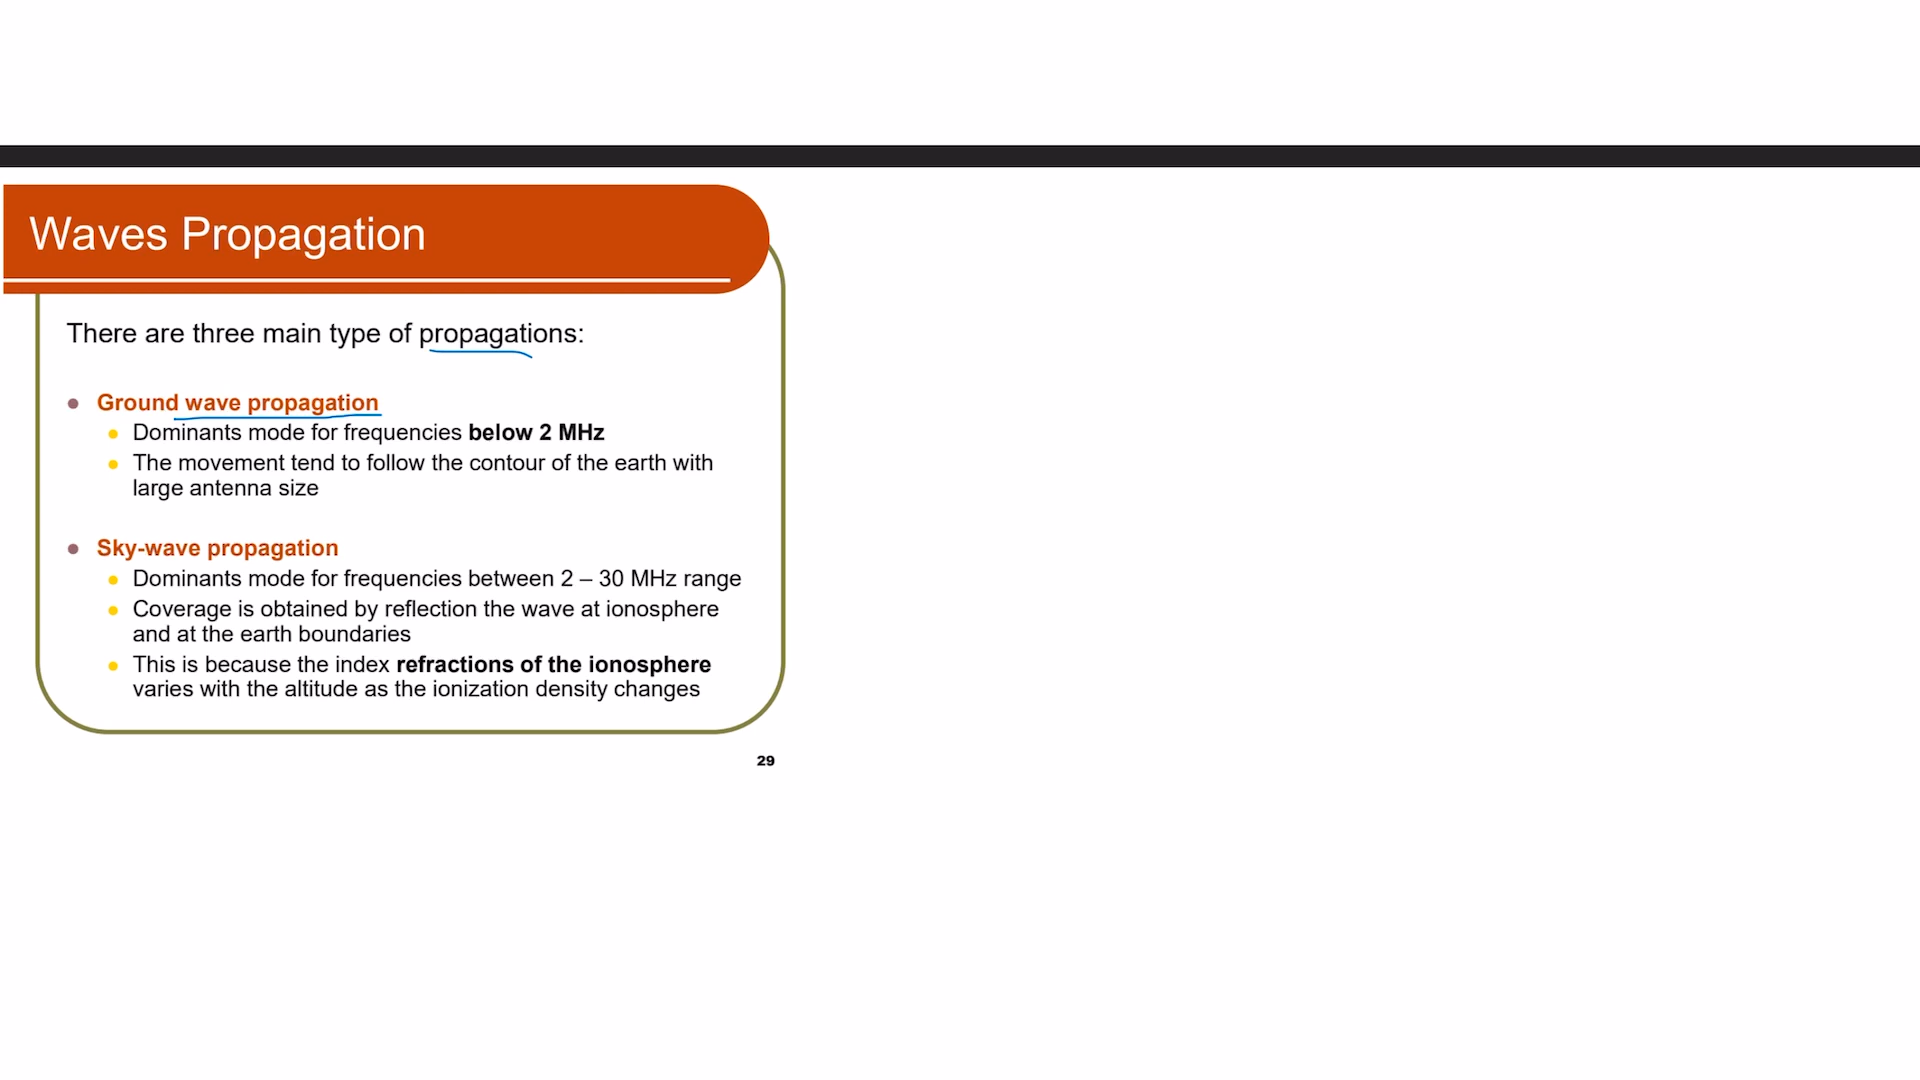 Waves Propagation
There are three main type of propagations:
Ground wave propagation
Dominants mode for frequencies below 2 MHz
The movement tend to follow the contour of the earth with
large antenna size
Sky-wave propagation
Dominants mode for frequencies between 2 – 30 MHz range
Coverage is obtained by reflection the wave at ionosphere
and at the earth boundaries
This is because the index refractions of the ionosphere
varies with the altitude as the ionization density changes
29